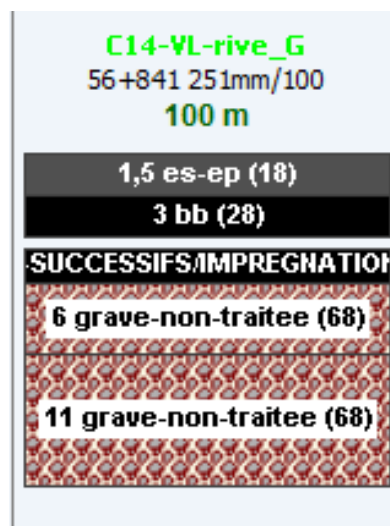 C14-VL-rive_G
56+841 251mm/100
100 m
1,5 es-ep (18)
3 bb (28)
-SUCCESSIFS/IMPREGNATION
6 grave-non-traitee (68)
11 grave-non-traitee (68)